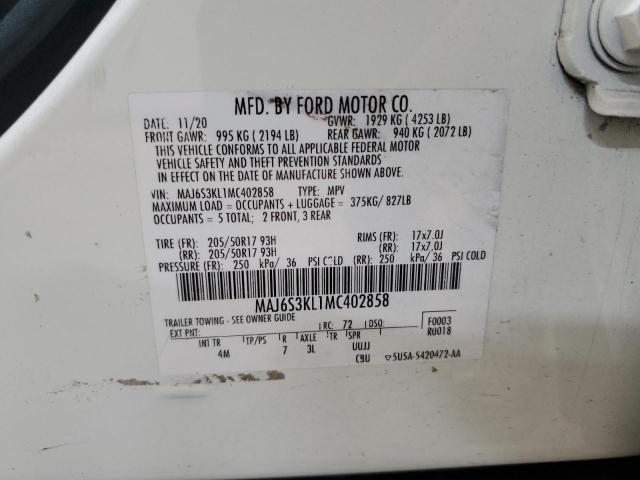 MFD. BY FORD MOTOR CO.
DATE: 11/20 GVWR: 1929 KG ( 4253 LB)
FRONT GAWR: 995 KG ( 2194 LB) REAR GAWR: 940 KG ( 2072 LB)
THIS VEHICLE CONFORMS TO ALL APPLICABLE FEDERAL MOTOR
VEHICLE SAFETY AND THEFT PREVENTION STANDARDS
IN EFFECT ON THE DATE OF MANUFACTURE SHOWN ABOVE.
VIN: MAJ6S3KL1MC402858 TYPE: MPV
MAXIMUM LOAD = OCCUPANTS + LUGGAGE = 375KG/ 827LB
OCCUPANTS = 5 TOTAL; 2 FRONT, 3 REAR
TIRE (FR): 205/50R17 93H RIMS (FR): 17x7.0J
(RR): 205/50R17 93H (RR): 17x7.0J
PRESSURE (FR): 250 kPa/ 36 PSI COLD (RR): 250 kPa/ 36 PSI COLD
MAJ6S3KL1MC402858
TRAILER TOWING - SEE OWNER GUIDE
EXT PNT: RC: 72 DSO: F0003
RU018
INT TR TP/PS R AXLE TR SPR UUJJ
4M 7 3L CBU 5USA-5420472-AA